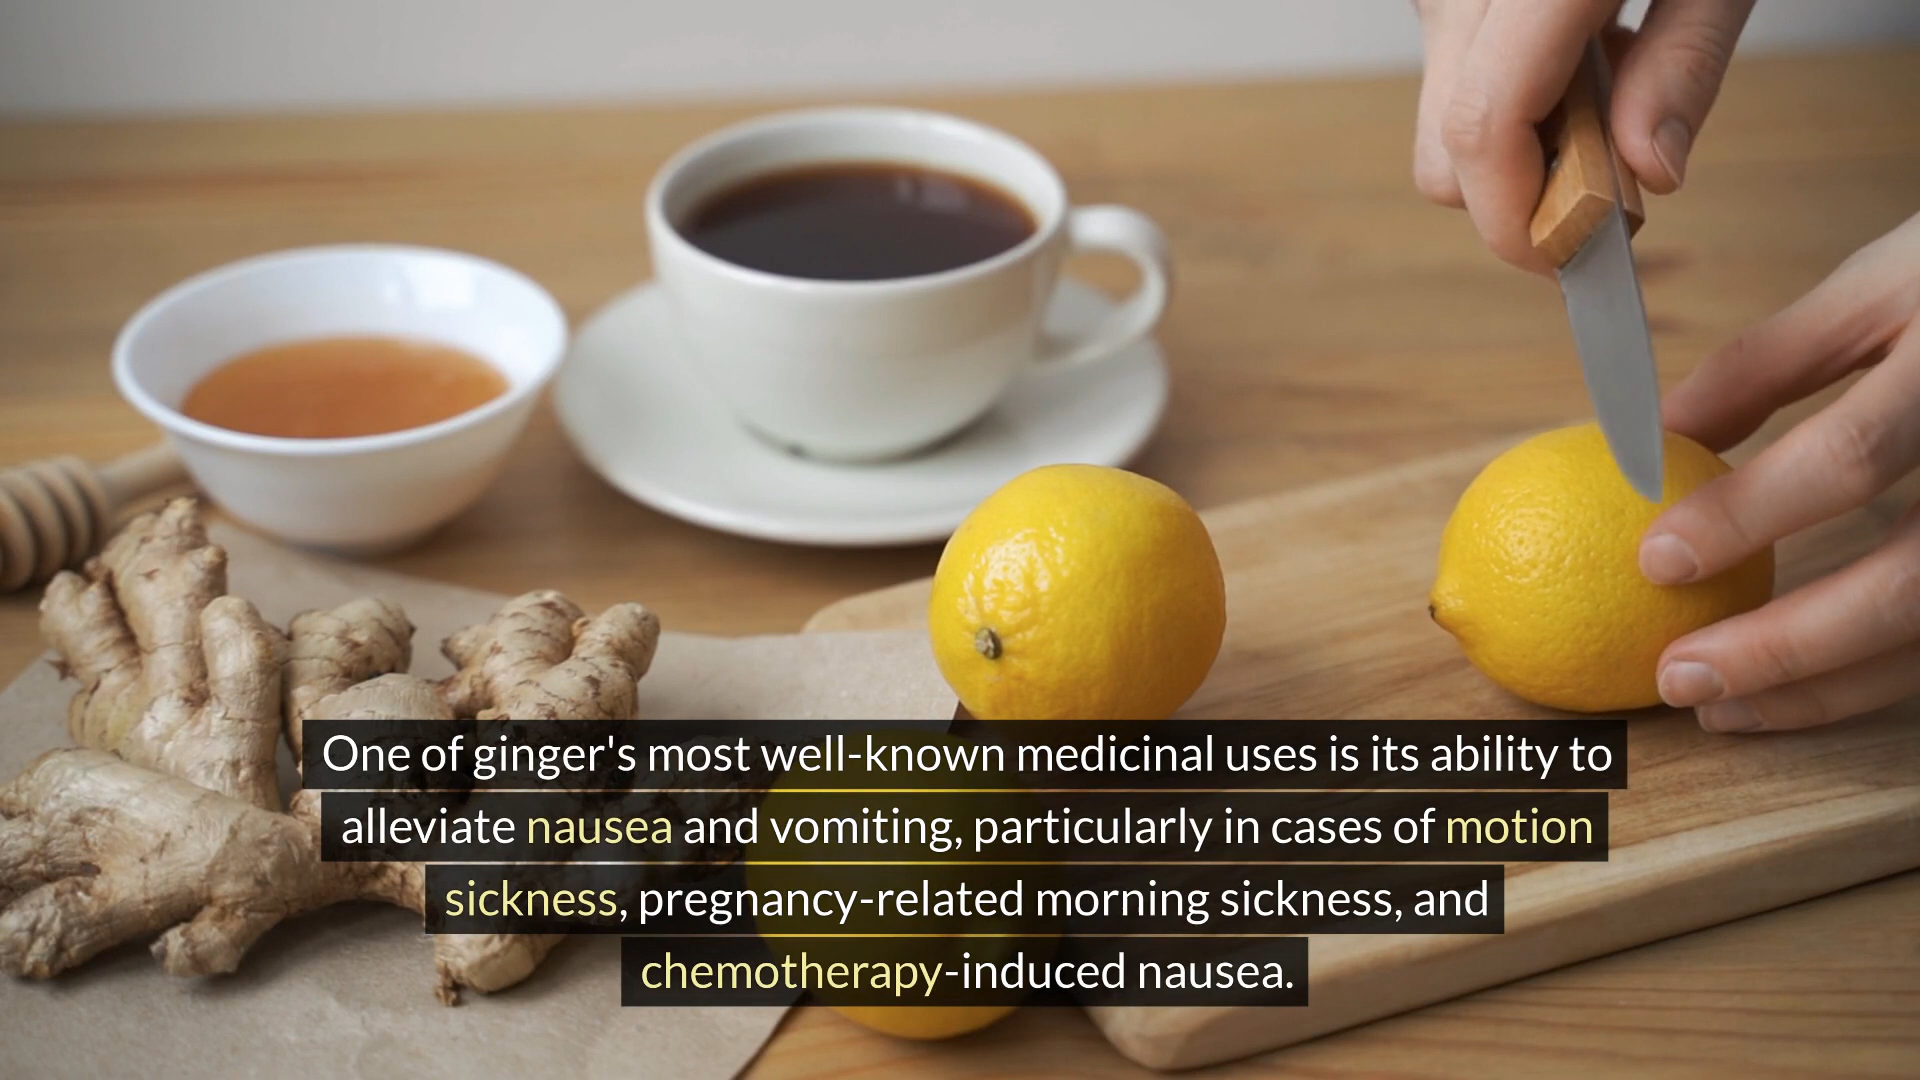 One of ginger's most well-known medicinal uses is its ability to
alleviate nausea and vomiting, particularly in cases of motion
sickness, pregnancy-related morning sickness, and
chemotherapy-induced nausea.